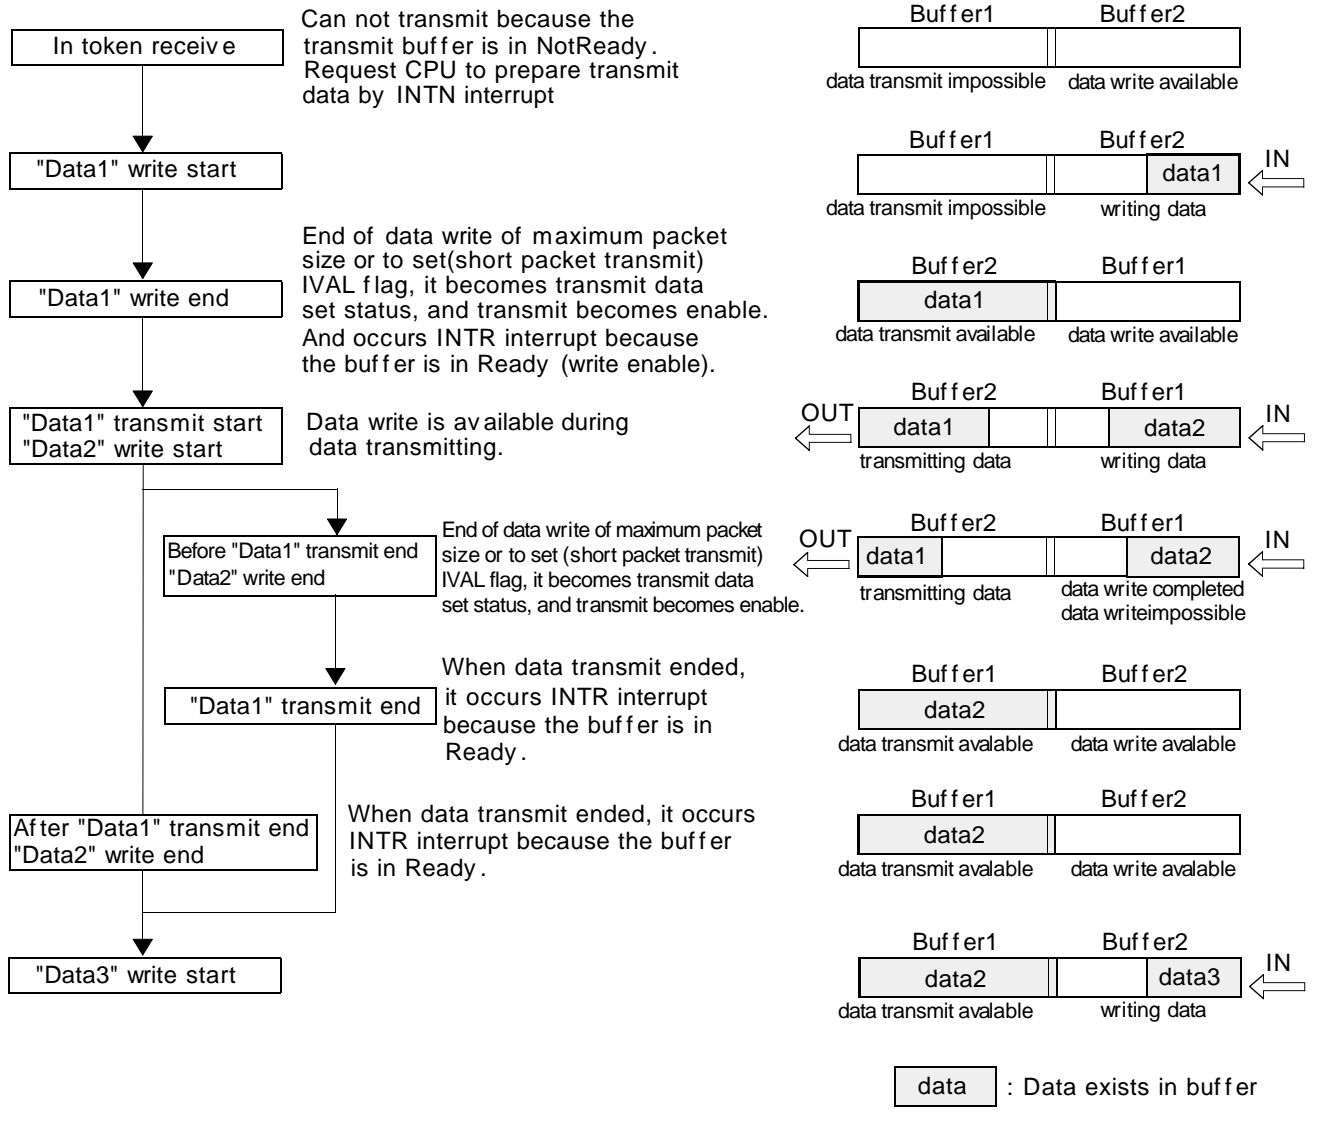 In token receive
Can not transmit because the
transmit buffer is in NotReady.
Request CPU to prepare transmit
data by INTN interrupt
Buffer1 Buffer2
data transmit impossible data write available
"Data1" write start
Buffer1 Buffer2
data1
IN
data transmit impossible writing data
"Data1" write end
End of data write of maximum packet
size or to set(short packet transmit)
IVAL flag, it becomes transmit data
set status, and transmit becomes enable.
And occurs INTR interrupt because
the buffer is in Ready (write enable).
Buffer2 Buffer1
data1
data transmit available data write available
"Data1" transmit start
"Data2" write start
Data write is available during
data transmitting.
Buffer2 Buffer1
OUT data1 data2 IN
transmitting data writing data
Before "Data1" transmit end
"Data2" write end
End of data write of maximum packet
size or to set (short packet transmit)
IVAL flag, it becomes transmit data
set status, and transmit becomes enable.
Buffer2 Buffer1
OUT data1 data2 IN
transmitting data data write completed
data writeimpossible
"Data1" transmit end
When data transmit ended,
it occurs INTR interrupt
because the buffer is in
Ready.
Buffer1 Buffer2
data2
data transmit avalable data write avalable
After "Data1" transmit end
"Data2" write end
When data transmit ended, it occurs
INTR interrupt because the buffer
is in Ready.
Buffer1 Buffer2
data2
data transmit avalable data write avalable
"Data3" write start
Buffer1 Buffer2
data2 data3 IN
data transmit avalable writing data
data : Data exists in buffer